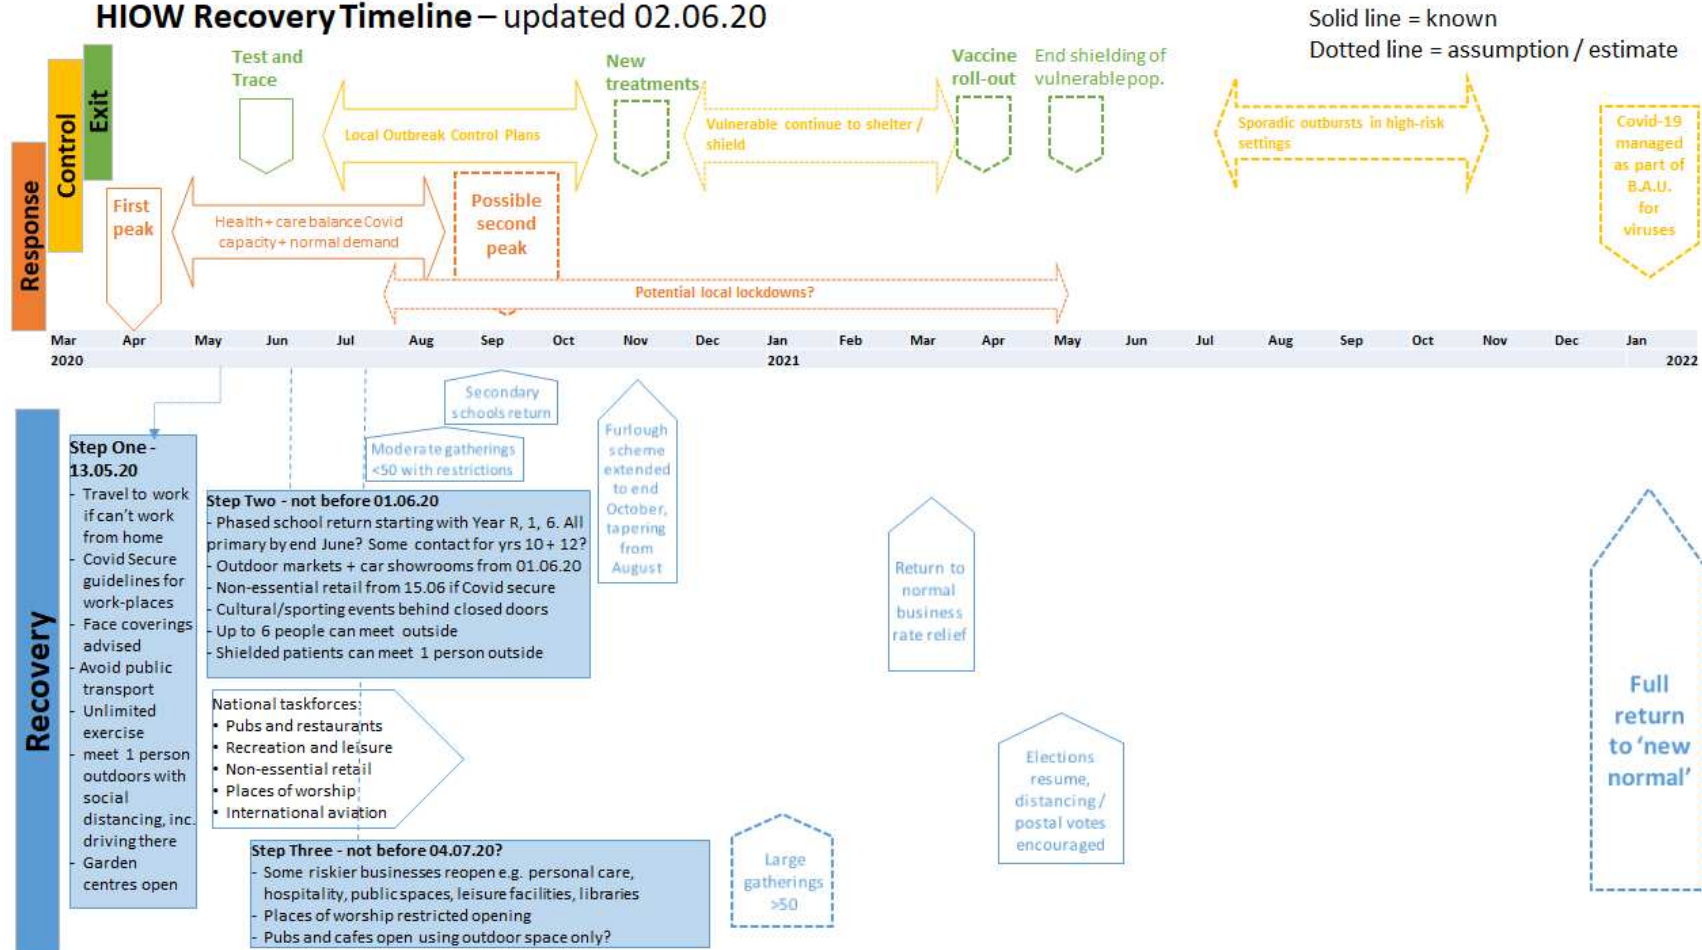 HIOW Recovery Timeline – updated 02.06.20
Solid line = known
Dotted line = assumption / estimate
Response
Control
Exit
Test and
Trace
New
treatments
Vaccine
roll-out
End shielding of
vulnerable pop.
Local Outbreak Control Plans
Vulnerable continue to shelter /
shield
Sporadic outbursts in high-risk
settings
Covid-19
managed
as part of
B.A.U.
for
viruses
First
peak
Health + care balance Covid
capacity + normal demand
Possible
second
peak
Potential local lockdowns?
Mar Apr May Jun Jul Aug Sep Oct Nov Dec Jan Feb Mar Apr May Jun Jul Aug Sep Oct Nov Dec Jan
2020 2021 2022
Recovery
Step One -
13.05.20
- Travel to work
if can't work
from home
- Covid Secure
guidelines for
work-places
- Face coverings
advised
- Avoid public
transport
- Unlimited
exercise
- meet 1 person
outdoors with
social
distancing, inc.
driving there
- Garden
centres open
Secondary
schools return
Moderate gatherings
<50 with restrictions
Step Two - not before 01.06.20
- Phased school return starting with Year R, 1, 6. All
primary by end June? Some contact for yrs 10 + 12?
- Outdoor markets + car showrooms from 01.06.20
- Non-essential retail from 15.06 if Covid secure
- Cultural/sporting events behind closed doors
- Up to 6 people can meet outside
- Shielded patients can meet 1 person outside
National taskforces:
• Pubs and restaurants
• Recreation and leisure
• Non-essential retail
• Places of worship
• International aviation
Step Three - not before 04.07.20?
- Some riskier businesses reopen e.g. personal care,
hospitality, public spaces, leisure facilities, libraries
- Places of worship restricted opening
- Pubs and cafes open using outdoor space only?
Furlough
scheme
extended
to end
October,
tapering
from
August
Large
gatherings
>50
Return to
normal
business
rate relief
Elections
resume,
distancing/
postal votes
encouraged
Full
return
to 'new
normal'